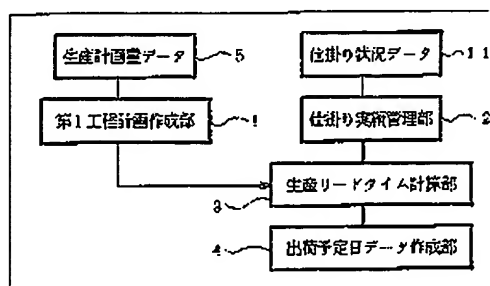 生産計画量データ 5
仕掛り状況データ 11
第1工程計画作成部 1
仕掛り実績管理部 2
生産リードタイム計算部
3
4 出荷予定日データ作成部